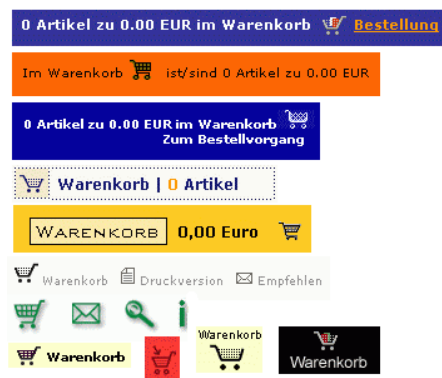 0 Artikel zu 0.00 EUR im Warenkorb Bestellung
Im Warenkorb ist/sind 0 Artikel zu 0.00 EUR
0 Artikel zu 0.00 EUR im Warenkorb
Zum Bestellvorgang
Warenkorb | 0 Artikel
WARENKORB 0,00 Euro
Warenkorb Druckversion Empfehlen
i
Warenkorb
Warenkorb
Warenkorb